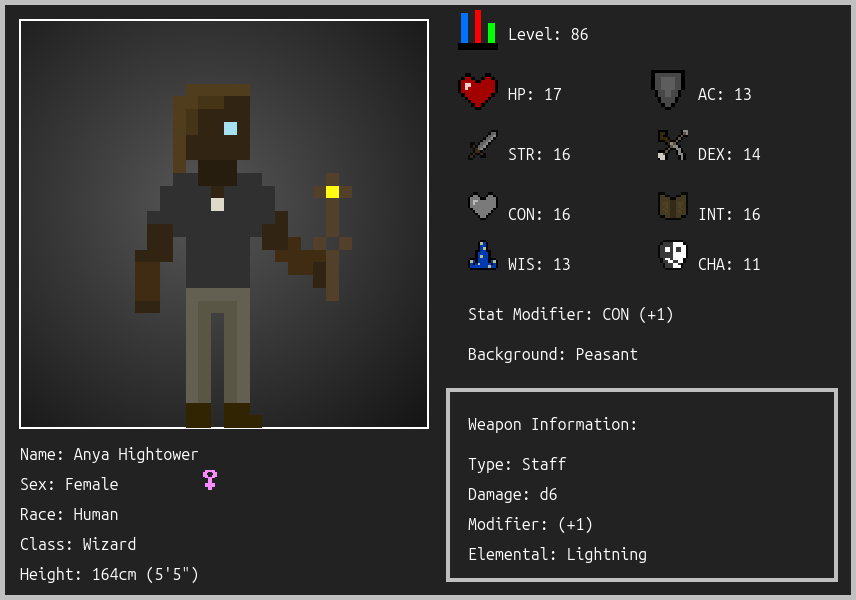 Level: 86
HP: 17
AC: 13
STR: 16
DEX: 14
CON: 16
INT: 16
WIS: 13
CHA: 11
Stat Modifier: CON (+1)
Background: Peasant
Weapon Information:
Type: Staff
Damage: d6
Modifier: (+1)
Elemental: Lightning
Name: Anya Hightower
Sex: Female
Race: Human
Class: Wizard
Height: 164cm (5'5")